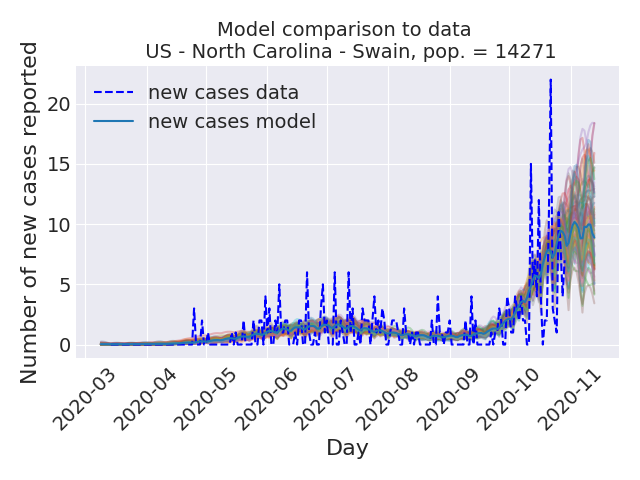 Model comparison to data
US - North Carolina - Swain, pop. = 14271
Number of new cases reported
20
15
10
5
0
new cases data
new cases model
2020-03
2020-04
2020-05
2020-06
2020-07
2020-08
2020-09
2020-10
2020-11
Day